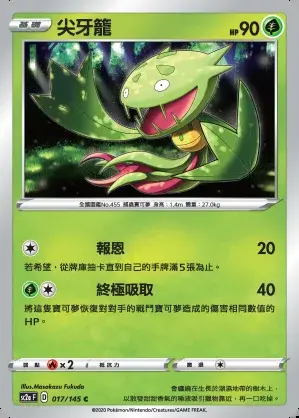 基礎 尖牙籠 HP90
全國圖鑑No.455 捕蟲寶可夢 身高:1.4m 體重:27.0kg
報恩 20
若希望,從牌庫抽卡直到自己的手牌滿5張為止。
終極吸取 40
將這隻寶可夢恢復對對手的戰鬥寶可夢造成的傷害相同數值的
HP。
弱點 ×2 抵抗力 撤退
Illus.Masakazu Fukuda
sc2a F 017/145 C
會纏繞在生長於濕原地帶的樹木上,
以散發甜甜香氣的唾液吸引獵物靠近,再一口吃掉。
©2020 Pokémon/Nintendo/Creatures/GAME FREAK.